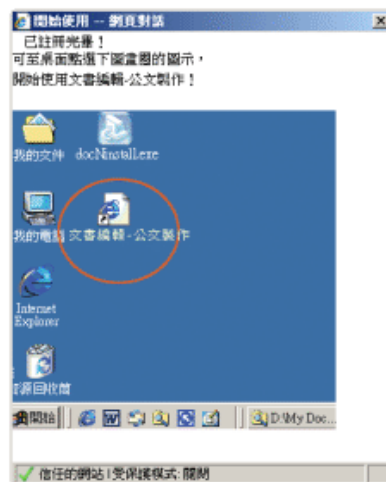 開始使用 -- 網頁對話
已註冊完畢！
可至桌面點選下圖畫圈的圖示，
開始使用文書編輯-公文製作！
我的文件 docNinstall.exe
我的電腦 文書編輯-公文製作
Internet
Explorer
資源回收筒
開始 D:\My Doc...
信任的網站 | 受保護模式: 關閉